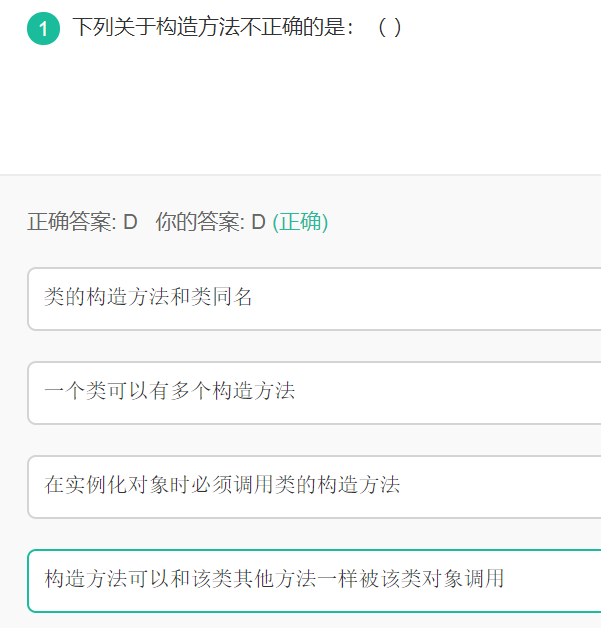 1 下列关于构造方法不正确的是：（ ）
正确答案: D 你的答案: D (正确)
类的构造方法和类同名
一个类可以有多个构造方法
在实例化对象时必须调用类的构造方法
构造方法可以和该类其他方法一样被该类对象调用